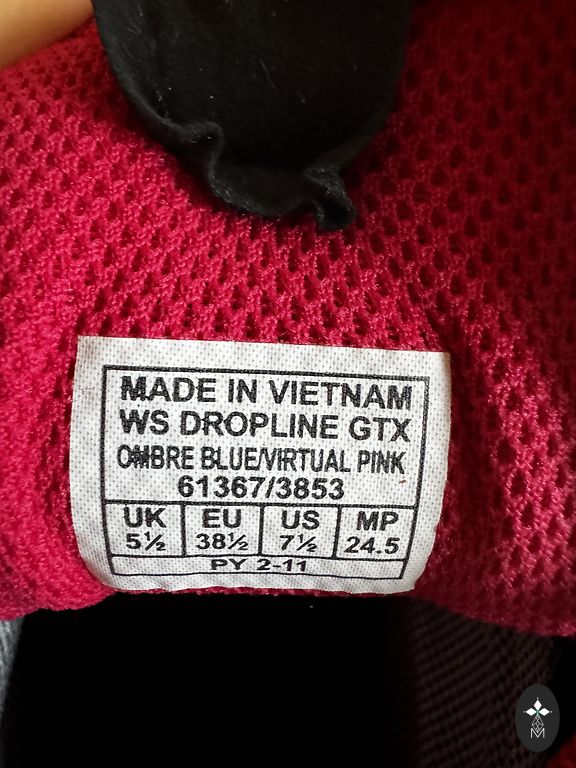 MADE IN VIETNAM
WS DROPLINE GTX
OMBRE BLUE/VIRTUAL PINK
61367/3853
UK EU US MP
5½ 38½ 7½ 24.5
PY 2-11
M